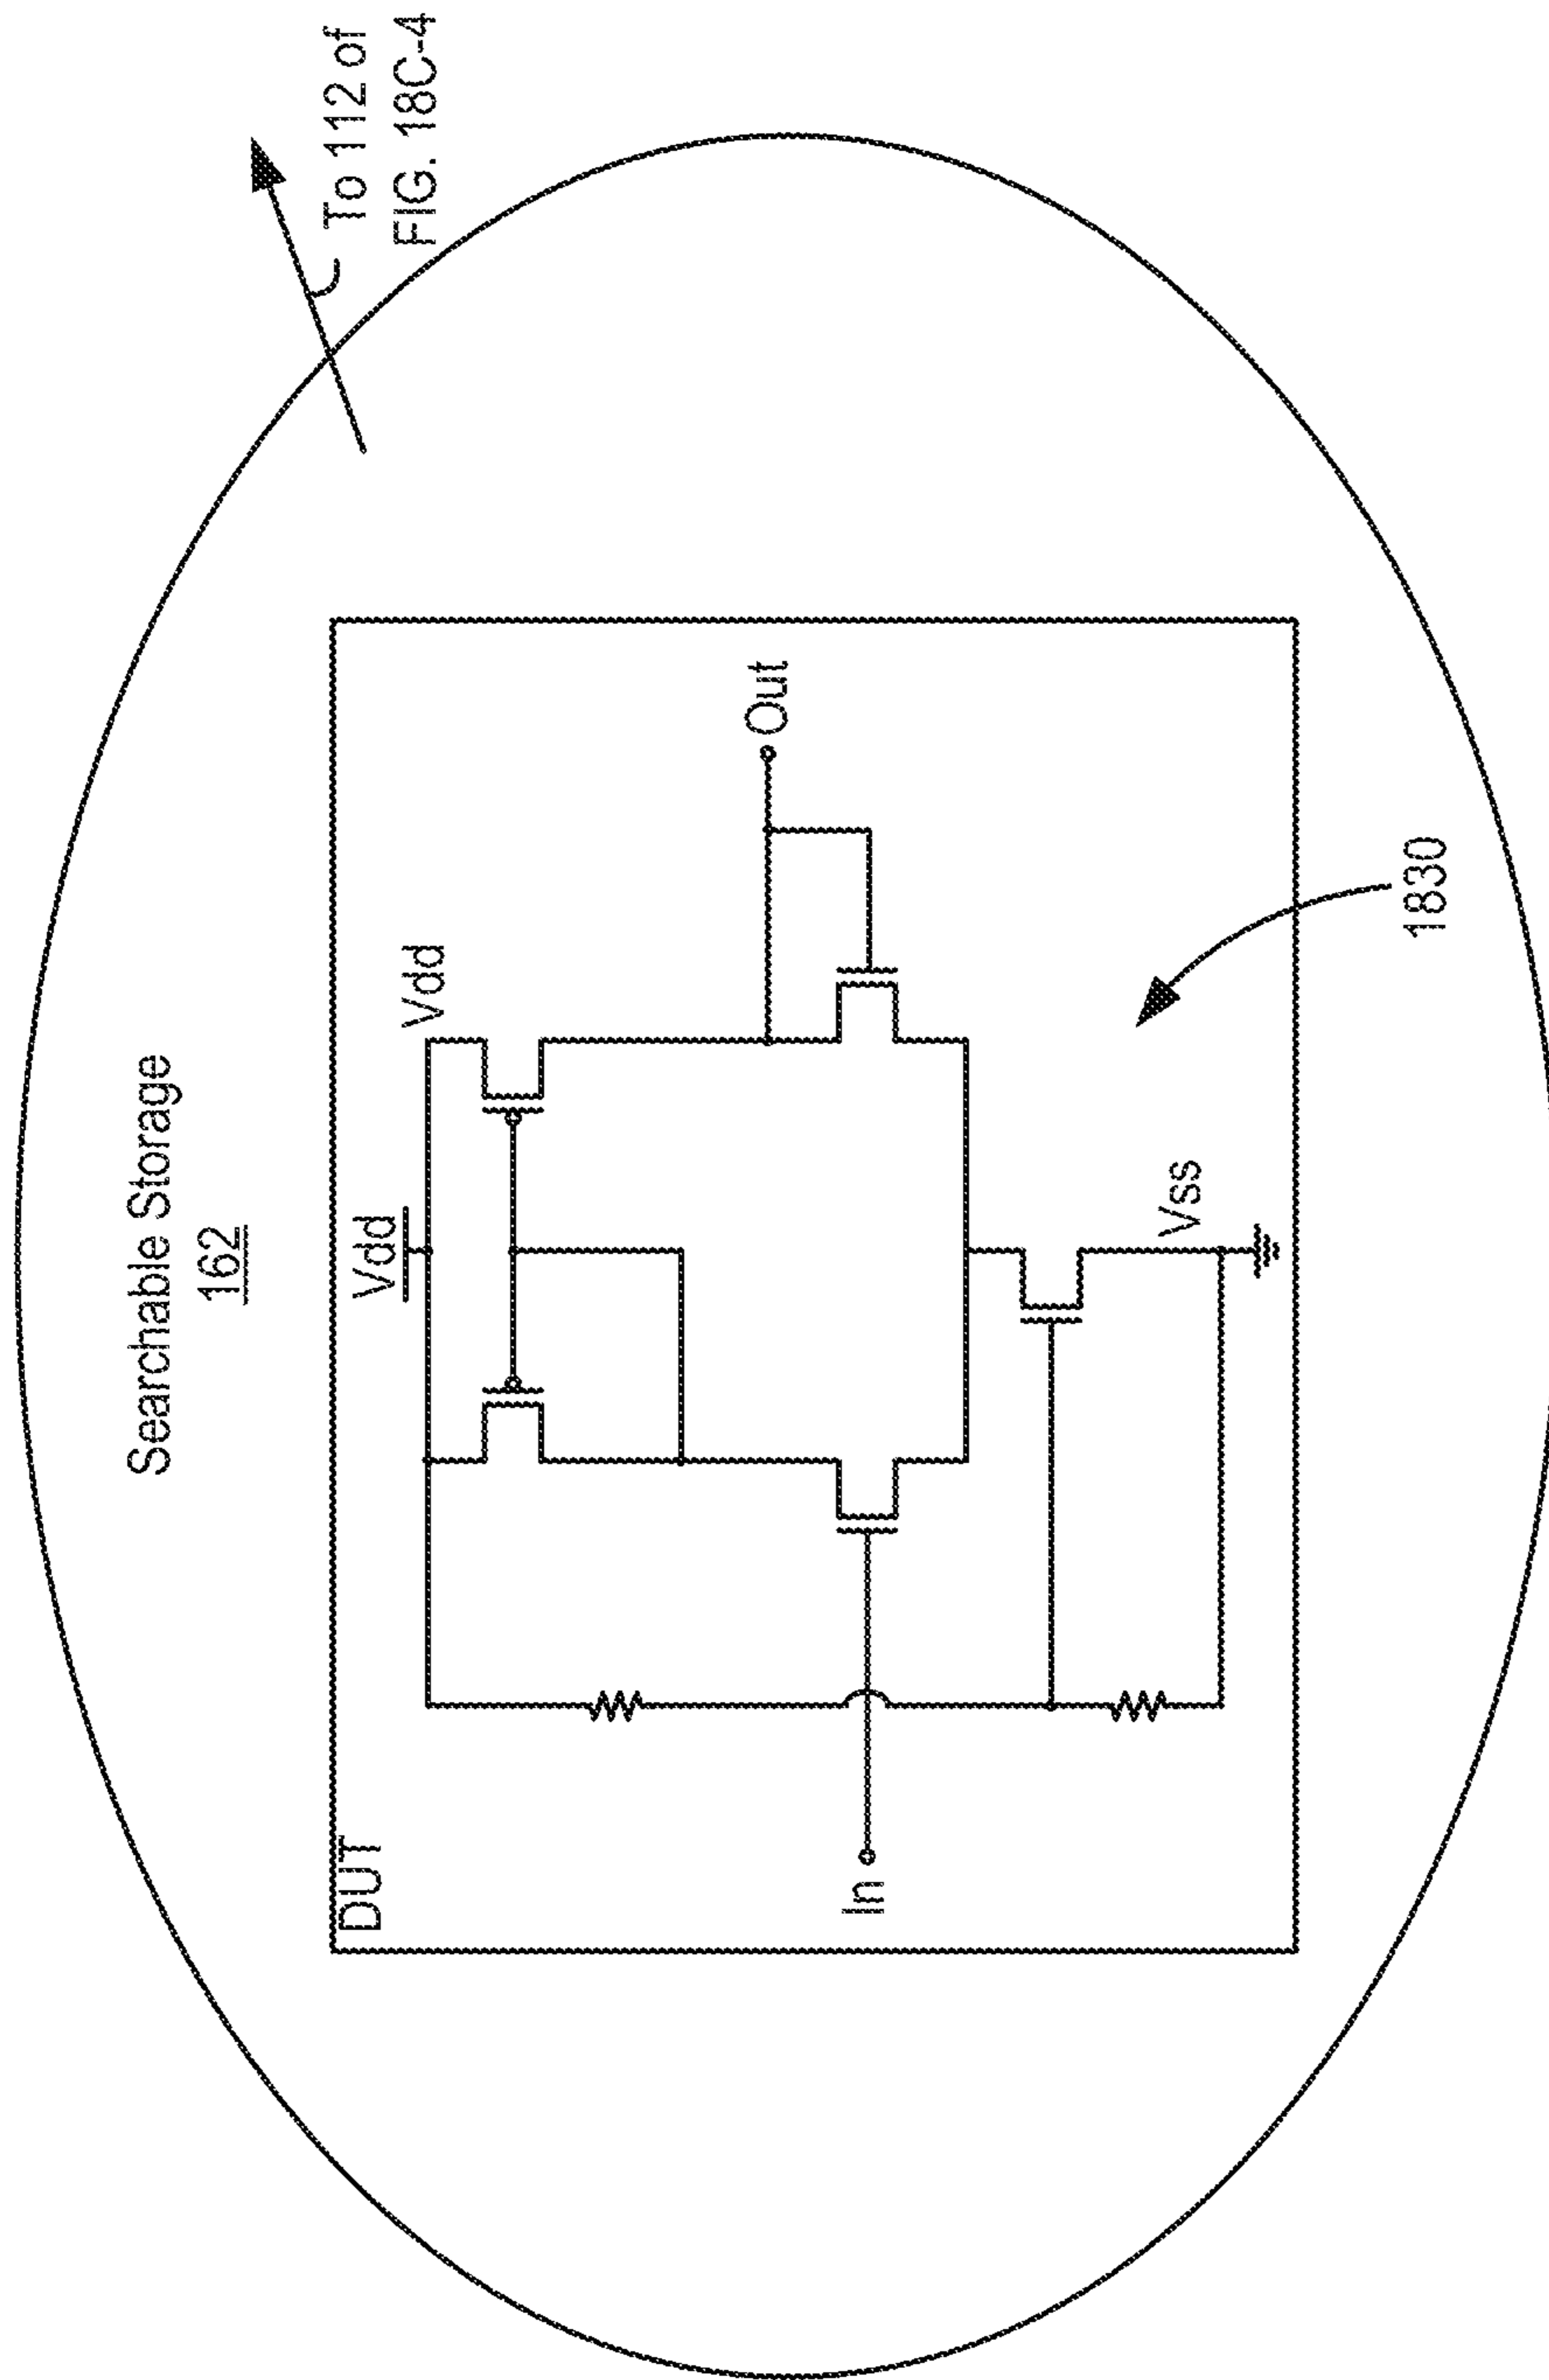 Searchable Storage
162
To 112 of
FIG. 18C-4
DUT
Vdd
Vdd
Out
In
Vss
1830